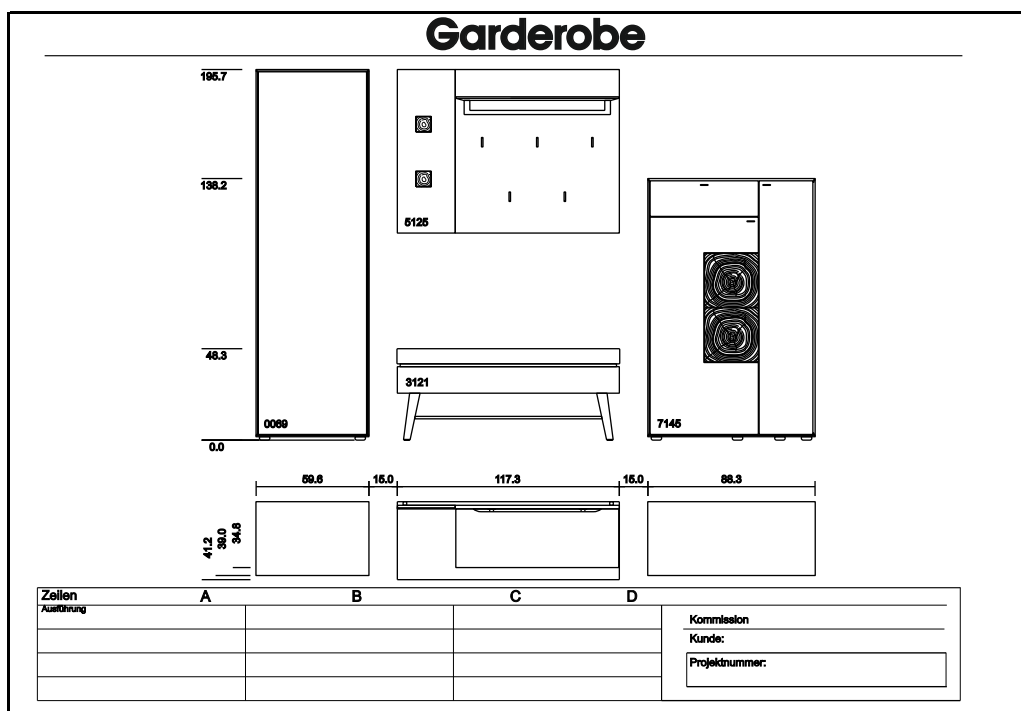 Garderobe
195.7
138.2
5125
48.3
3121
0069
7145
0.0
59.6 15.0 117.3 15.0 88.3
41.2
39.0
34.8
Zeilen A B C D
Ausführung
Kommission
Kunde:
Projektnummer: